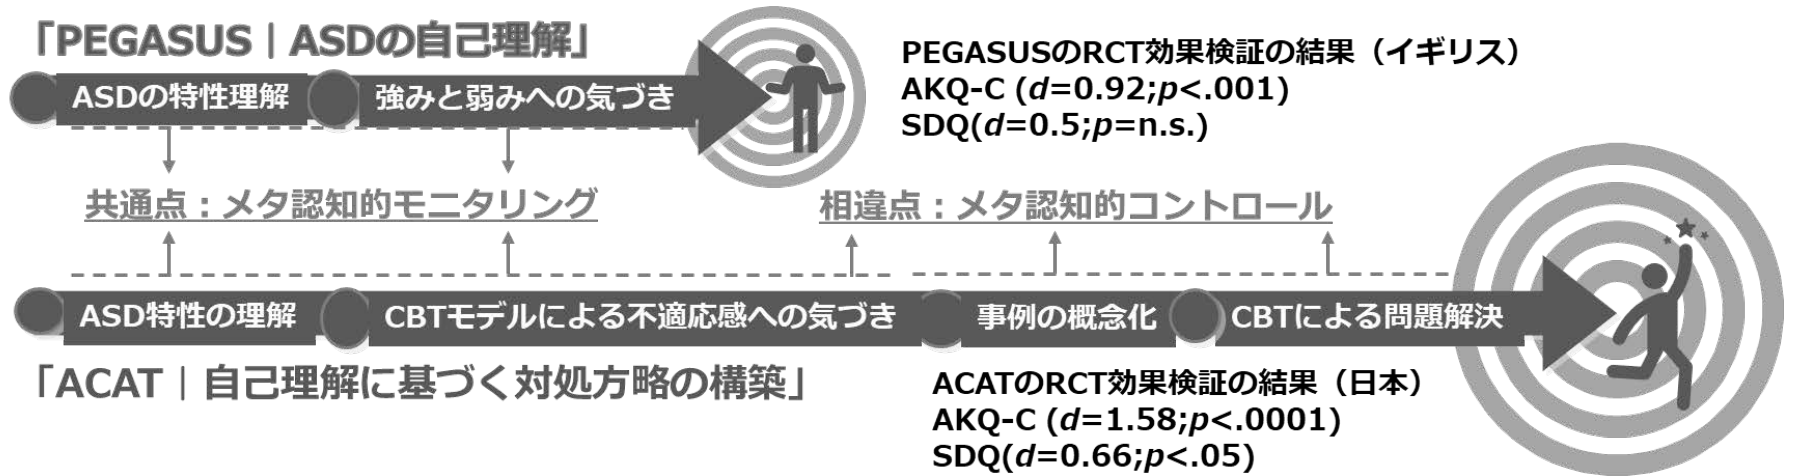 「PEGASUS｜ASDの自己理解」
ASDの特性理解
強みと弱みへの気づき
PEGASUSのRCT効果検証の結果（イギリス）
AKQ-C (d=0.92;p<.001)
SDQ(d=0.5;p=n.s.)
共通点：メタ認知的モニタリング
相違点：メタ認知的コントロール
ASD特性の理解
CBTモデルによる不適応感への気づき
事例の概念化
CBTによる問題解決
「ACAT｜自己理解に基づく対処方略の構築」
ACATのRCT効果検証の結果（日本）
AKQ-C (d=1.58;p<.0001)
SDQ(d=0.66;p<.05)